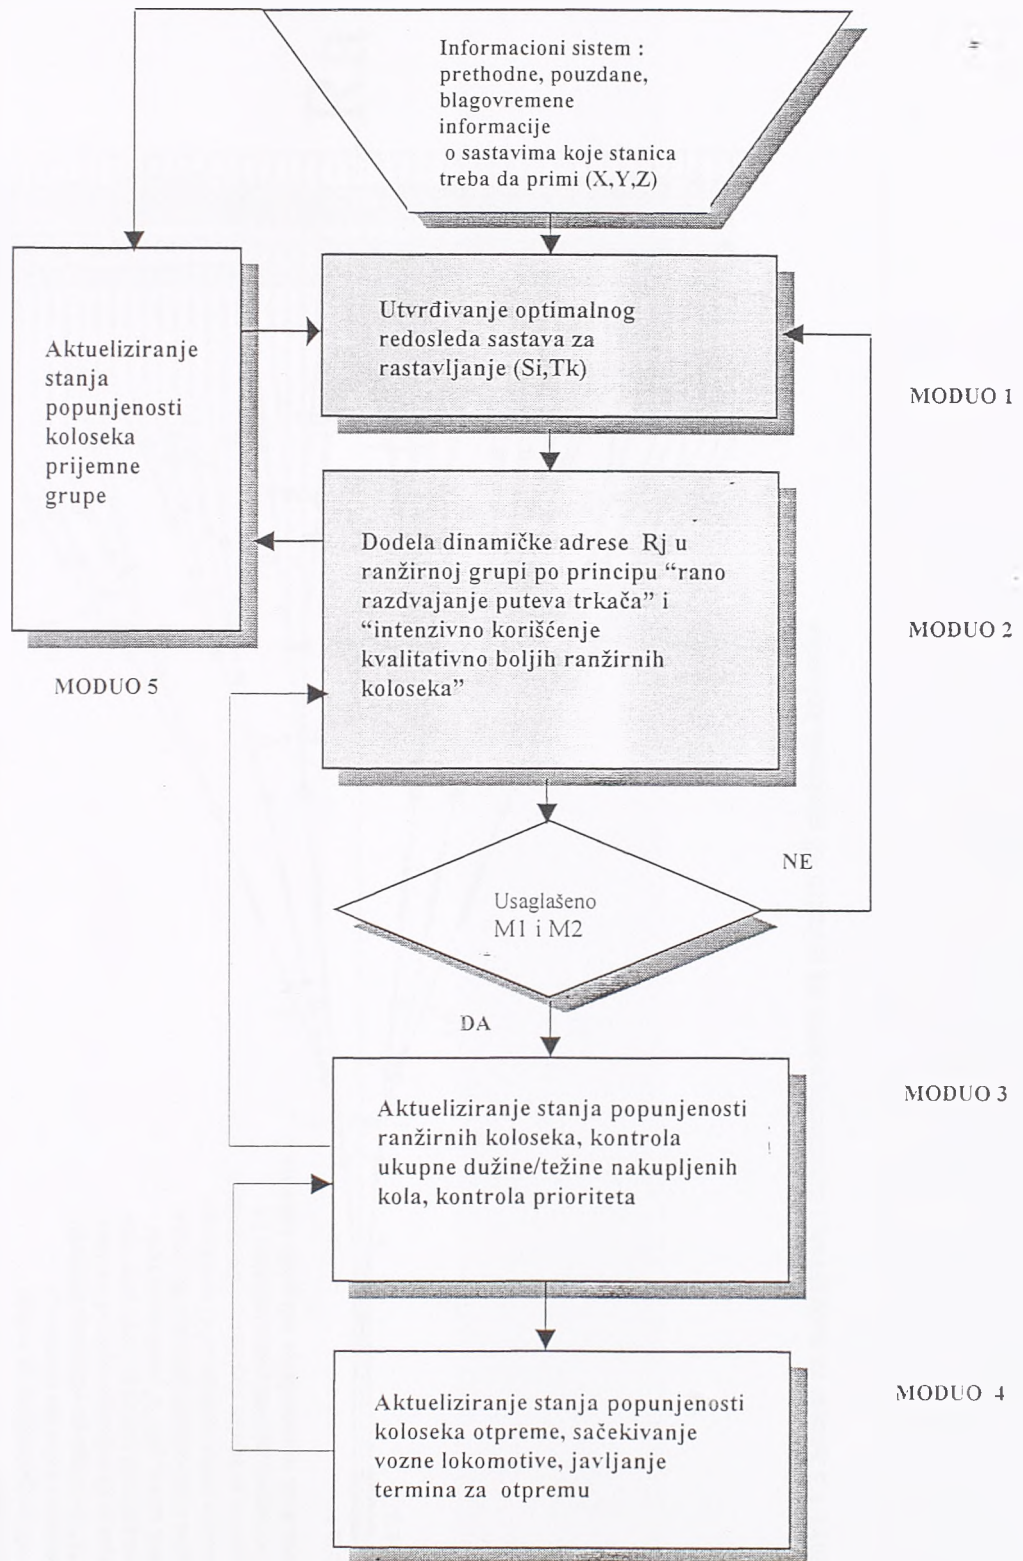 Informacioni sistem :
prethodne, pouzdane,
blagovremene
informacije
o sastavima koje stanica
treba da primi (X,Y,Z)
Utvrđivanje optimalnog
redosleda sastava za
rastavljanje (Si,Tk)
MODUO 1
Aktueliziranje
stanja
popunjenosti
koloseka
prijemne
grupe
MODUO 5
Dodela dinamičke adrese Rj u
ranžirnoj grupi po principu “rano
razdvajanje puteva trkača” i
“intenzivno korišćenje
kvalitativno boljih ranžirnih
koloseka”
MODUO 2
NE
Usaglašeno
M1 i M2
DA
Aktueliziranje stanja popunjenosti
ranžirnih koloseka, kontrola
ukupne dužine/težine nakupljenih
kola, kontrola prioriteta
MODUO 3
Aktueliziranje stanja popunjenosti
koloseka otpreme, sačekivanje
vozne lokomotive, javljanje
termina za otpremu
MODUO 4